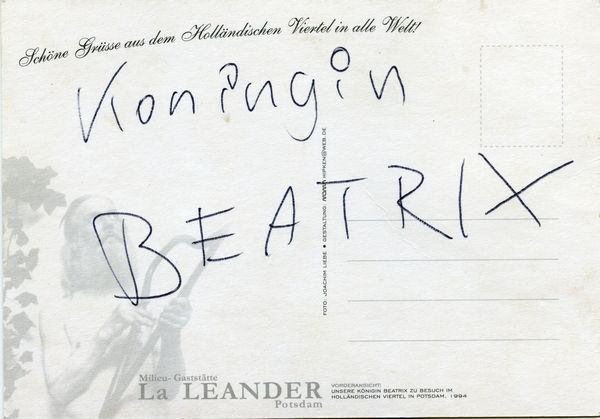 Schöne Grüsse aus dem Holländischen Viertel in alle Welt!
Koningin
BEATRIX
FOTO: JOACHIM LIEBE • GESTALTUNG: HIPKEN@WEB.DE
Milieu- Gaststätte
La LEANDER
Potsdam
VORDERANSICHT:
UNSERE KÖNIGIN BEATRIX ZU BESUCH IM
HOLLÄNDISCHEN VIERTEL IN POTSDAM. 1994